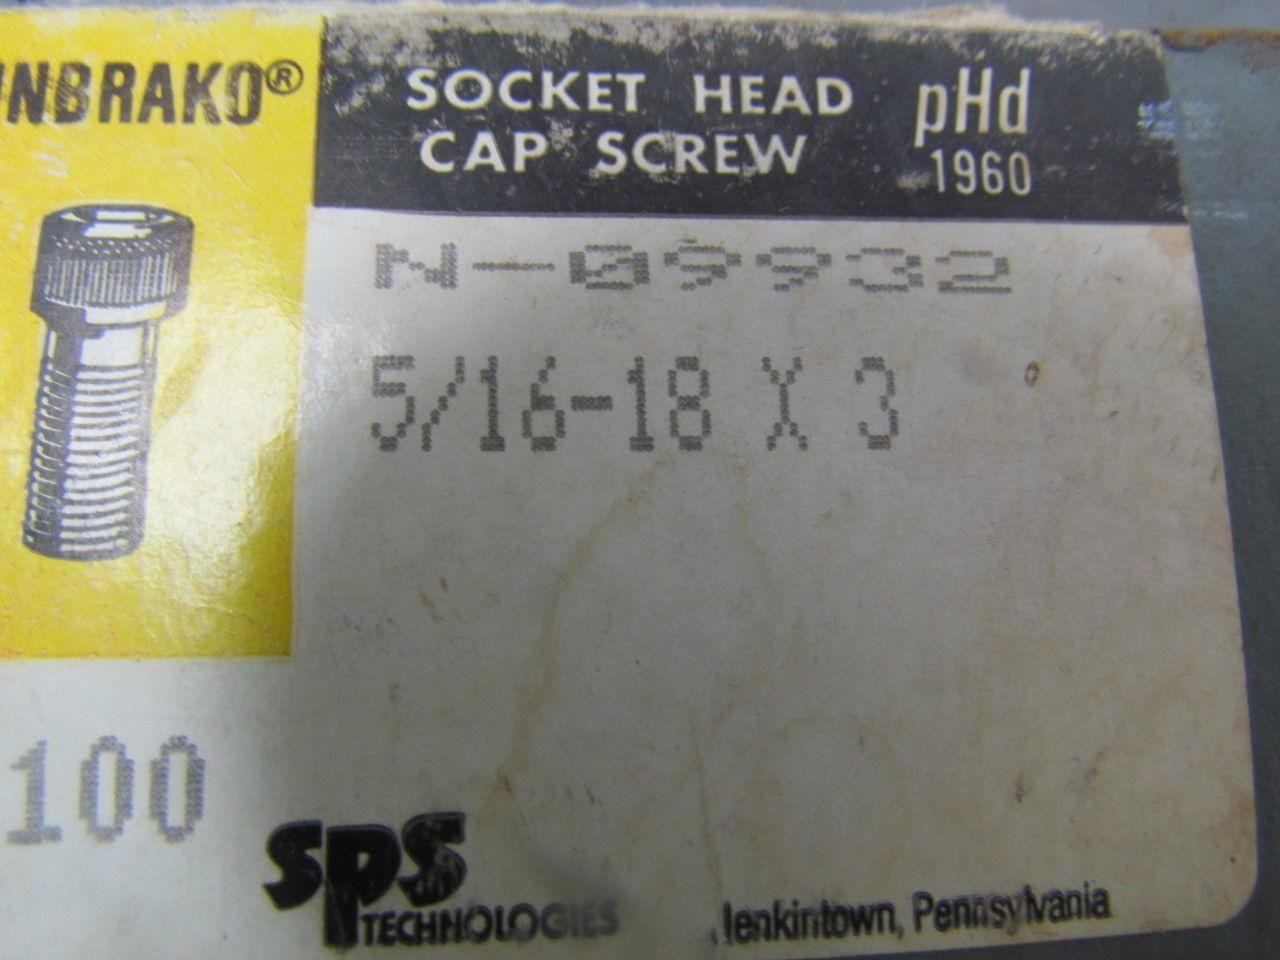 NBRAKO®
SOCKET HEAD
CAP SCREW
pHd
1960
N-09932
5/16-18 X 3
100
SPS
TECHNOLOGIES
Jenkintown, Pennsylvania